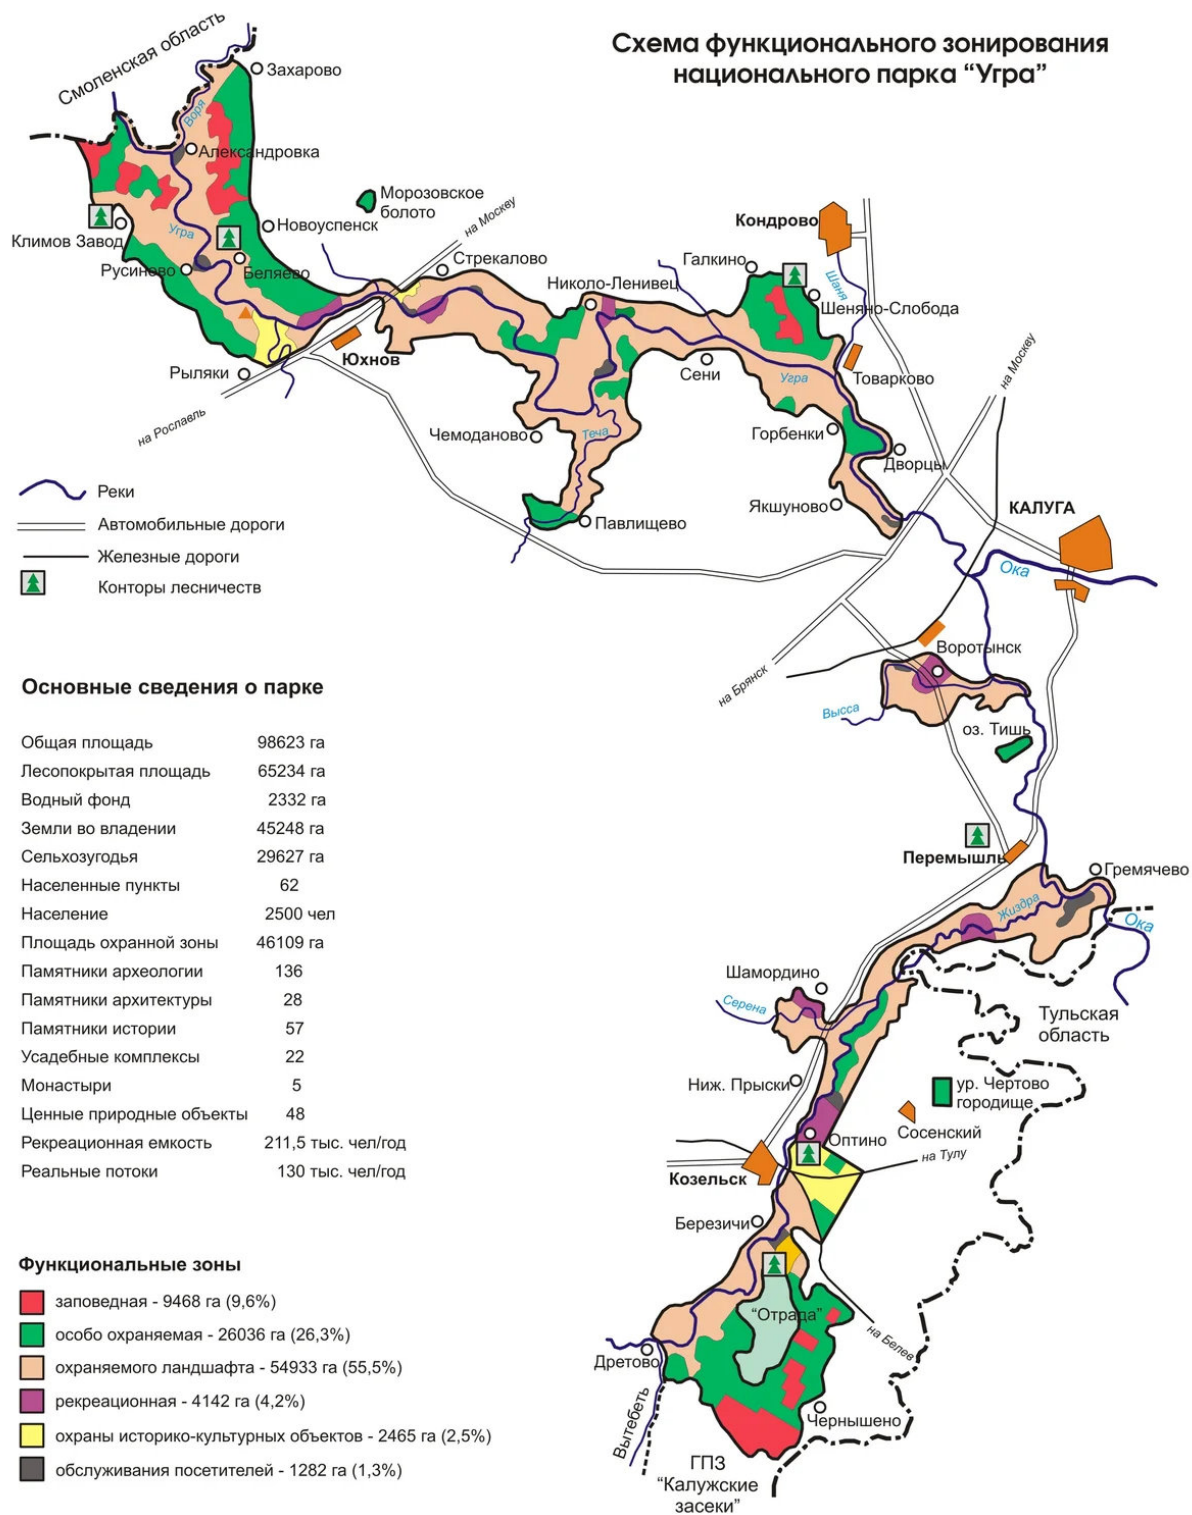 Схема функционального зонирования
национального парка “Угра”
Смоленская область
Захарово
Воря
Александровка
Морозовское
болото
на Москву
Климов Завод
Угра
Новоуспенск
Русиново
Беляево
Стрекалово
Николо-Ленивец
Галкино
Кондрово
Шаня
Шеняно-Слобода
Юхнов
Рыляки
на Рославль
Сени
Угра
Товарково
на Москву
Чемоданово
Теча
Горбенки
Дворцы
Якшуново
Павлищево
КАЛУГА
Ока
Реки
Автомобильные дороги
Железные дороги
Конторы лесничеств
Воротынск
на Брянск
Высса
оз. Тишь
Перемышль
Гремячево
Жиздра
Ока
Шамордино
Серена
Тульская
область
Ниж. Прыски
ур. Чертово
городище
Сосенский
Оптино
на Тулу
Козельск
Березичи
“Отрада”
на Белев
Дретово
Вытебеть
Чернышено
ГПЗ
“Калужские
засеки”
Основные сведения о парке
Общая площадь 98623 га
Лесопокрытая площадь 65234 га
Водный фонд 2332 га
Земли во владении 45248 га
Сельхозугодья 29627 га
Населенные пункты 62
Население 2500 чел
Площадь охранной зоны 46109 га
Памятники археологии 136
Памятники архитектуры 28
Памятники истории 57
Усадебные комплексы 22
Монастыри 5
Ценные природные объекты 48
Рекреационная емкость 211,5 тыс. чел/год
Реальные потоки 130 тыс. чел/год
Функциональные зоны
заповедная - 9468 га (9,6%)
особо охраняемая - 26036 га (26,3%)
охраняемого ландшафта - 54933 га (55,5%)
рекреационная - 4142 га (4,2%)
охраны историко-культурных объектов - 2465 га (2,5%)
обслуживания посетителей - 1282 га (1,3%)